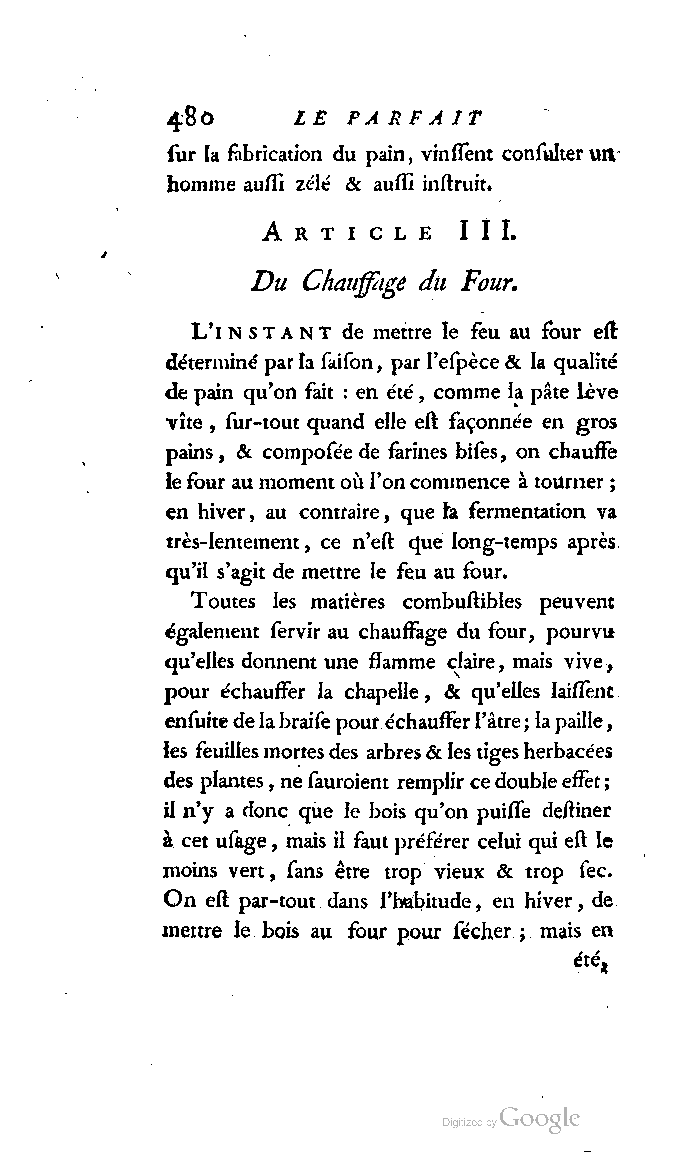 480 LE PARFAIT
ſur la fabrication du pain, vinſſent conſulter un
homme auſſi zélé & auſſi inſtruit.
ARTICLE III.
Du Chauffage du Four.
L'INSTANT de mettre le feu au four eſt
déterminé par la ſaiſon, par l'eſpèce & la qualité
de pain qu'on fait : en été, comme la pâte lève
vîte, ſur-tout quand elle eſt façonnée en gros
pains, & compoſée de farines biſes, on chauffe
le four au moment où l'on commence à tourner ;
en hiver, au contraire, que la fermentation va
très-lentement, ce n'eſt que long-temps après
qu'il s'agit de mettre le feu au four.
Toutes les matières combuſtibles peuvent
également ſervir au chauffage du four, pourvu
qu'elles donnent une flamme claire, mais vive,
pour échauffer la chapelle, & qu'elles laiſſent
enſuite de la braiſe pour échauffer l'âtre ; la paille,
les feuilles mortes des arbres & les tiges herbacées
des plantes, ne ſauroient remplir ce double effet ;
il n'y a donc que le bois qu'on puiſſe deſtiner
à cet uſage, mais il faut préférer celui qui eſt le
moins vert, ſans être trop vieux & trop ſec.
On eſt par-tout dans l'habitude, en hiver, de
mettre le bois au four pour ſécher ; mais en
été,
Digitized by Google